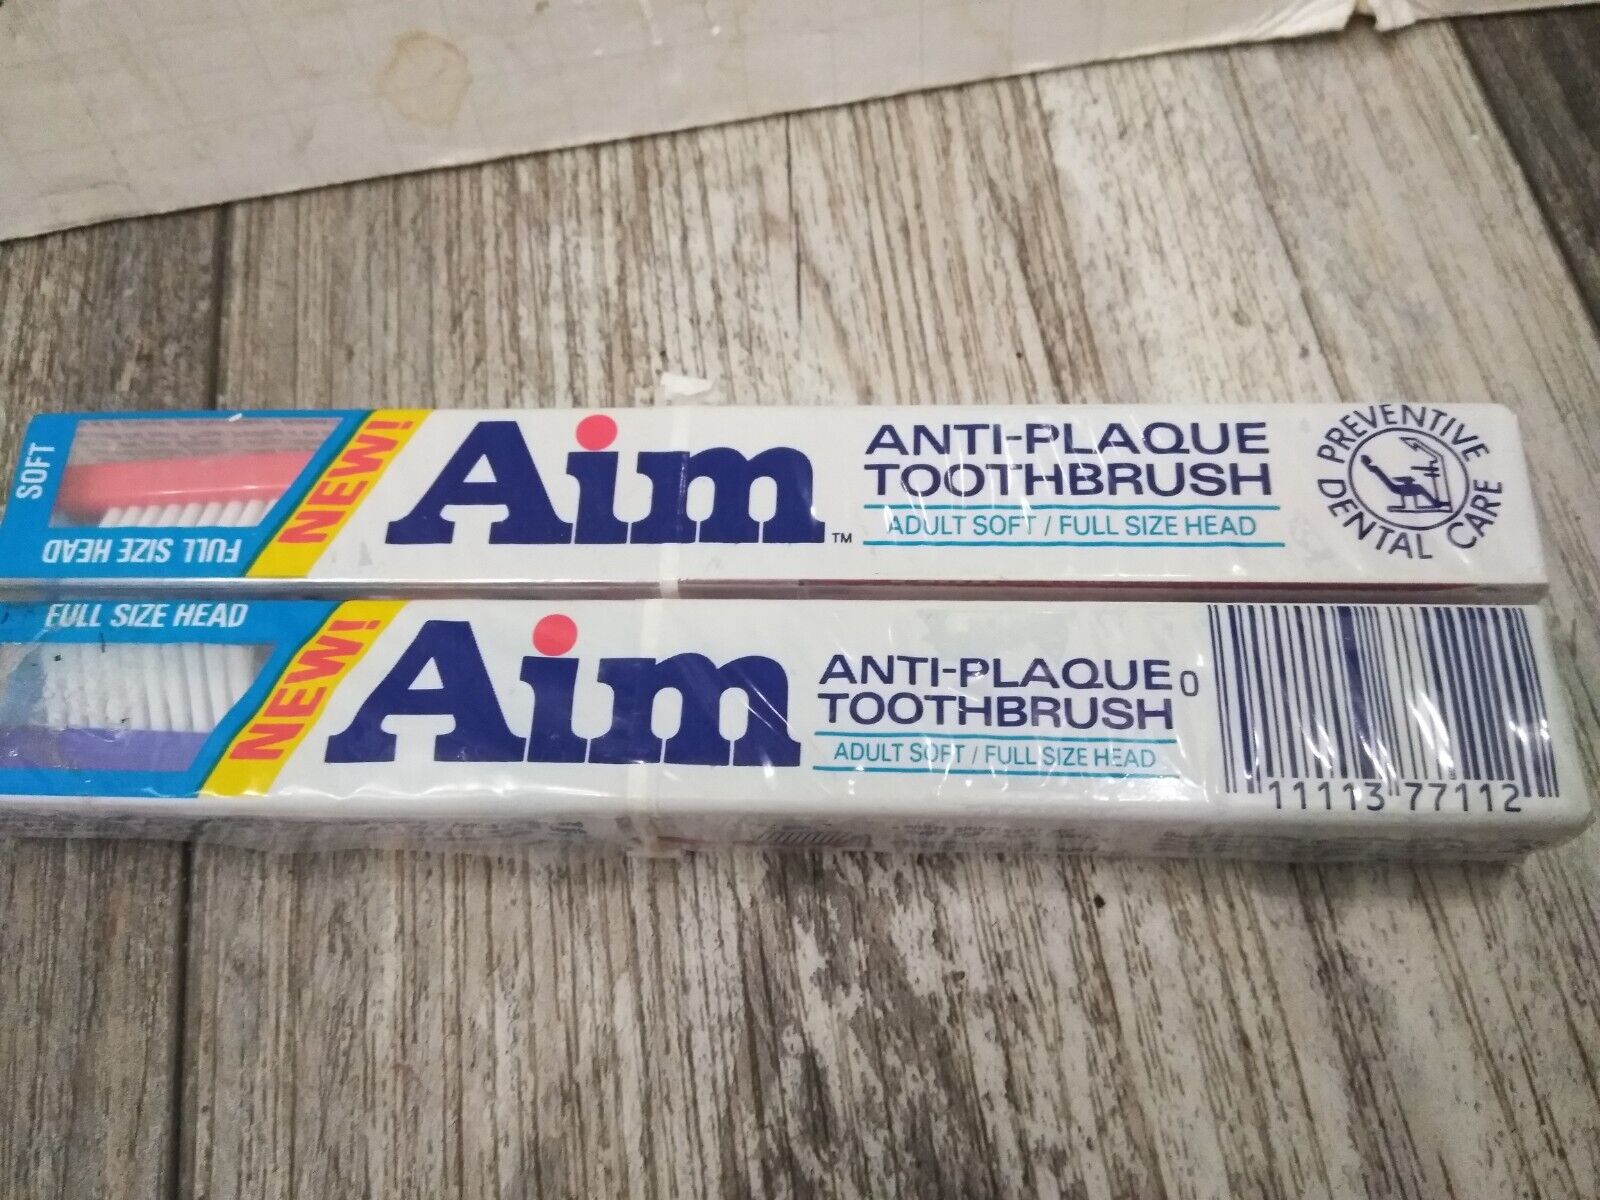 SOFT
FULL SIZE HEAD
NEW!
Aim™
ANTI-PLAQUE
TOOTHBRUSH
ADULT SOFT / FULL SIZE HEAD
PREVENTIVE
DENTAL CARE
FULL SIZE HEAD
NEW!
Aim
ANTI-PLAQUE
TOOTHBRUSH
ADULT SOFT / FULL SIZE HEAD
0
11113 77112